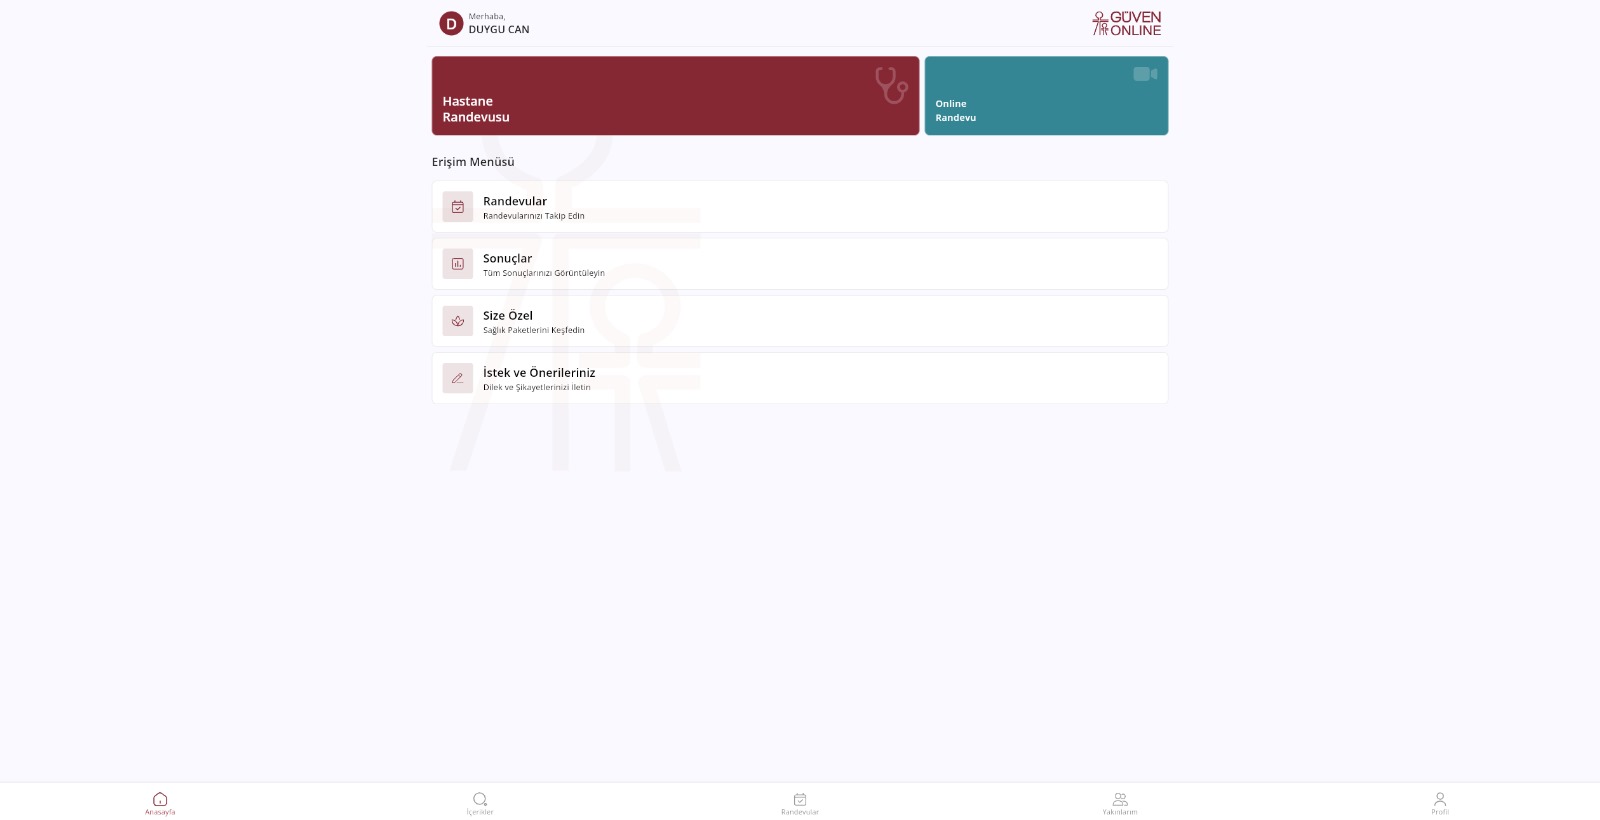 D
Merhaba,
DUYGU CAN
GÜVEN
ONLINE
Hastane
Randevusu
Online
Randevu
Erişim Menüsü
Randevular
Randevularınızı Takip Edin
Sonuçlar
Tüm Sonuçlarınızı Görüntüleyin
Size Özel
Sağlık Paketlerini Keşfedin
İstek ve Önerileriniz
Dilek ve Şikayetlerinizi İletin
Anasayfa
İçerikler
Randevular
Yakınlarım
Profil